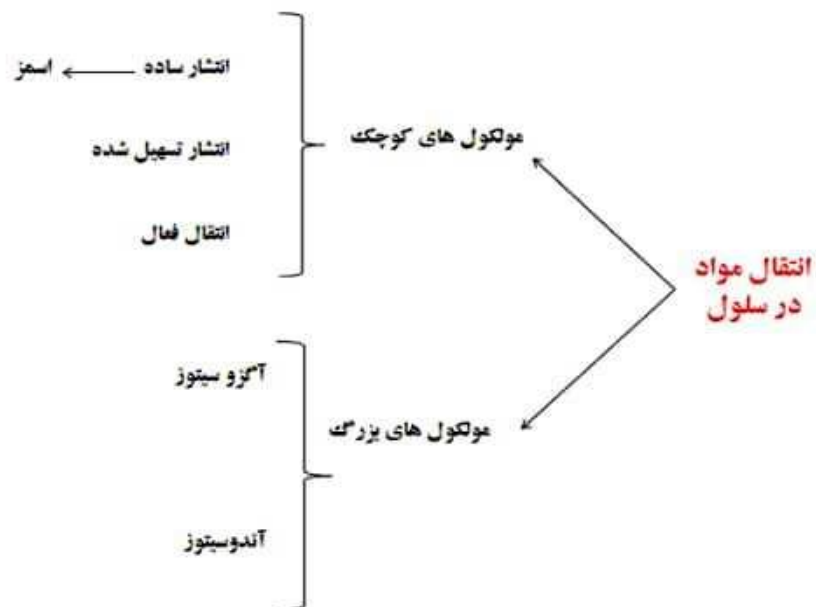 انتقال مواد
در سلول
مولکول های کوچک
انتشار ساده
اسمز
انتشار تسهیل شده
انتقال فعال
مولکول های بزرگ
آگزو سیتوز
آندوسیتوز